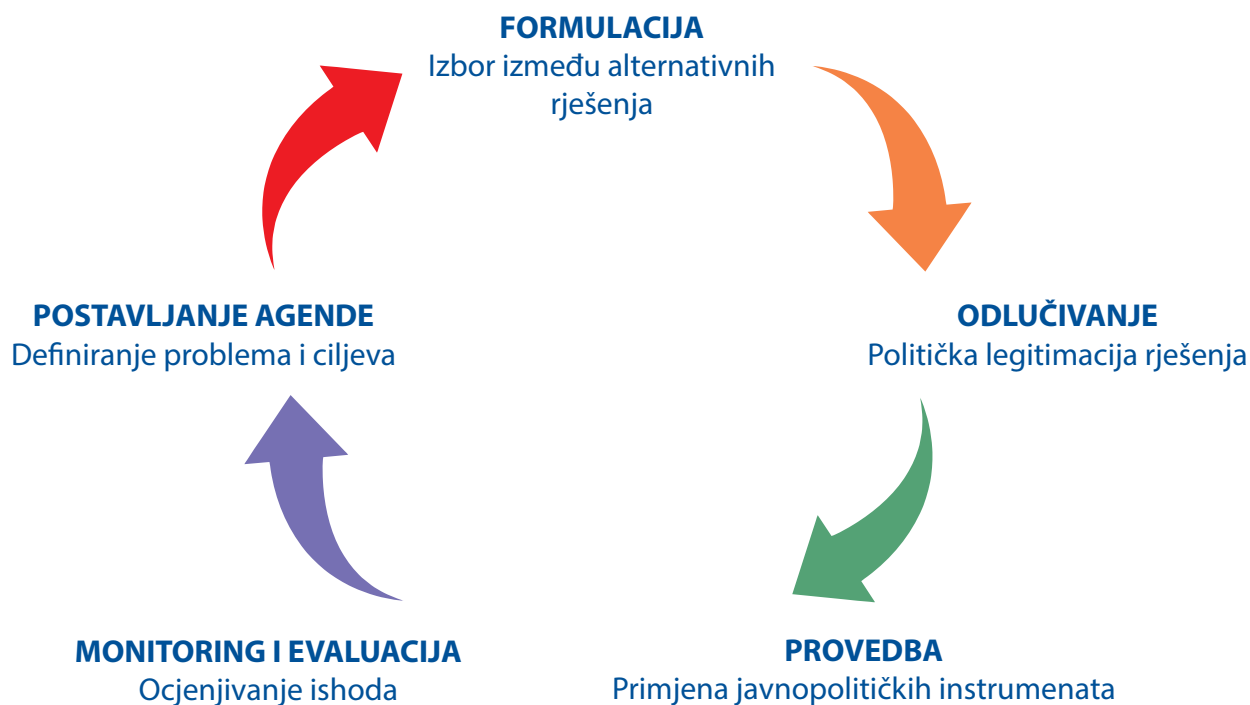 FORMULACIJA
Izbor između alternativnih
rješenja
POSTAVLJANJE AGENDE
Definiranje problema i ciljeva
ODLUČIVANJE
Politička legitimacija rješenja
MONITORING I EVALUACIJA
Ocjenjivanje ishoda
PROVEDBA
Primjena javnopolitičkih instrumenata